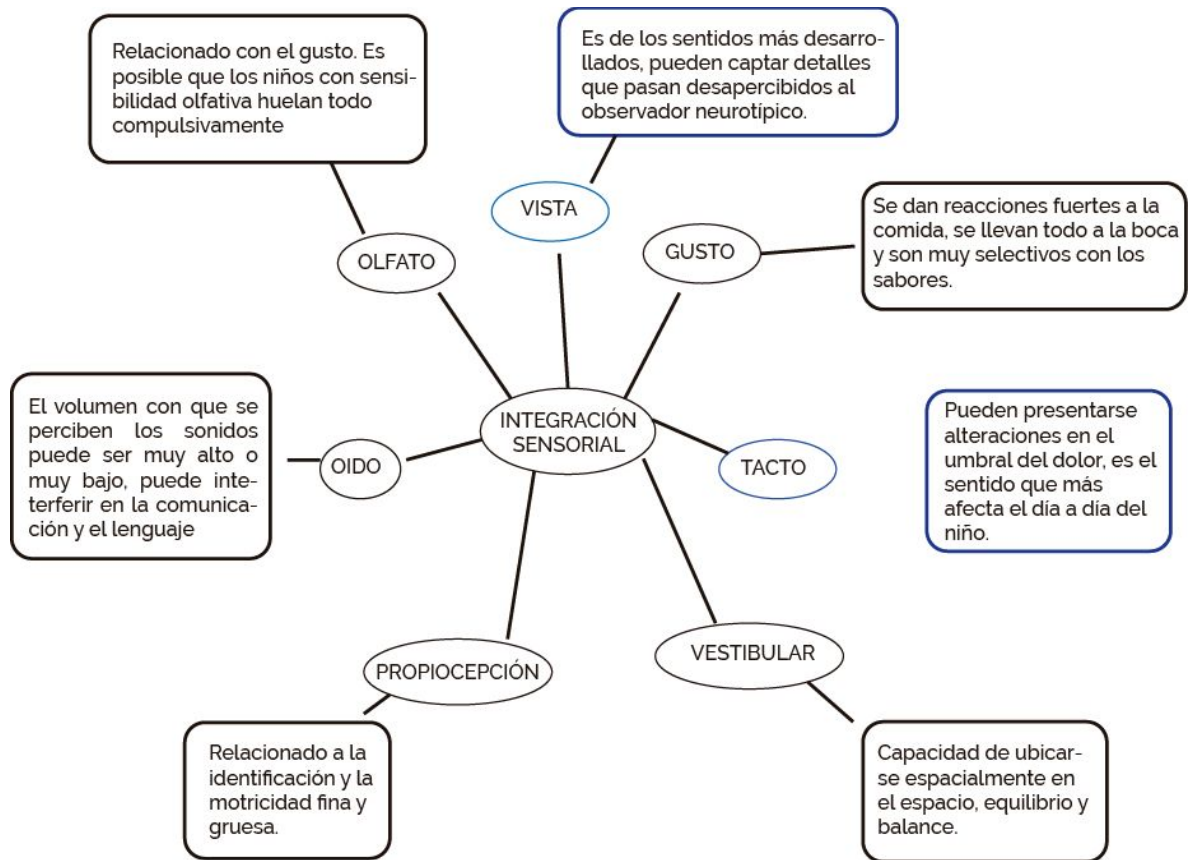 Relacionado con el gusto. Es
posible que los niños con sensi-
bilidad olfativa huelan todo
compulsivamente
Es de los sentidos más desarro-
llados, pueden captar detalles
que pasan desapercibidos al
observador neurotípico.
VISTA
OLFATO
GUSTO
Se dan reacciones fuertes a la
comida, se llevan todo a la boca
y son muy selectivos con los
sabores.
El volumen con que se
perciben los sonidos
puede ser muy alto o
muy bajo, puede inte-
terferir en la comunica-
ción y el lenguaje
OIDO
INTEGRACIÓN
SENSORIAL
TACTO
Pueden presentarse
alteraciones en el
umbral del dolor, es el
sentido que más
afecta el día a día del
niño.
PROPIOCEPCIÓN
VESTIBULAR
Relacionado a la
identificación y la
motricidad fina y
gruesa.
Capacidad de ubicar-
se espacialmente en
el espacio, equilibrio y
balance.